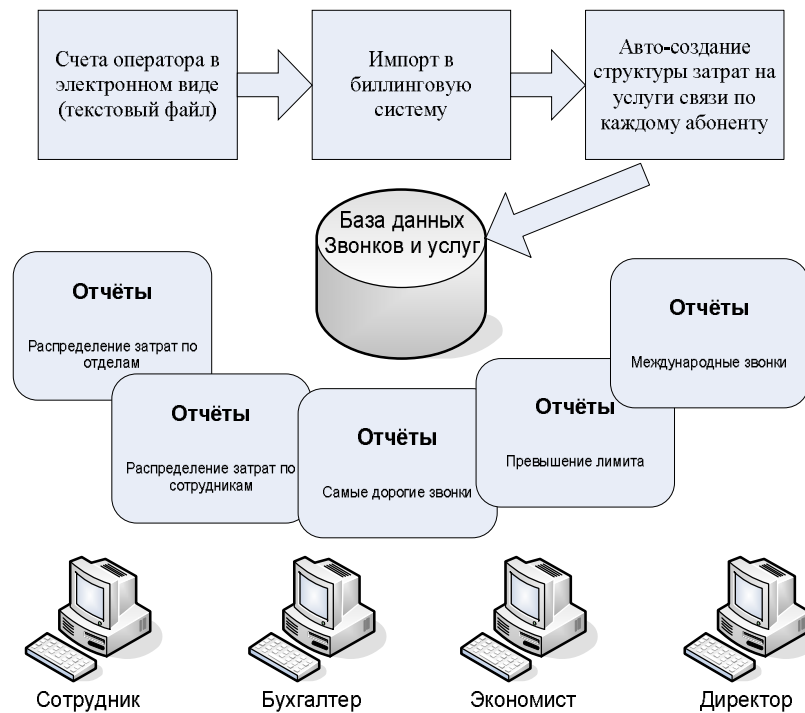 Счета оператора в
электронном виде
(текстовый файл)
Импорт в
биллинговую
систему
Авто-создание
структуры затрат на
услуги связи по
каждому абоненту
База данных
Звонков и услуг
Отчёты
Распределение затрат по
отделам
Отчёты
Распределение затрат по
сотрудникам
Отчёты
Самые дорогие звонки
Отчёты
Превышение лимита
Отчёты
Международные звонки
Сотрудник
Бухгалтер
Экономист
Директор